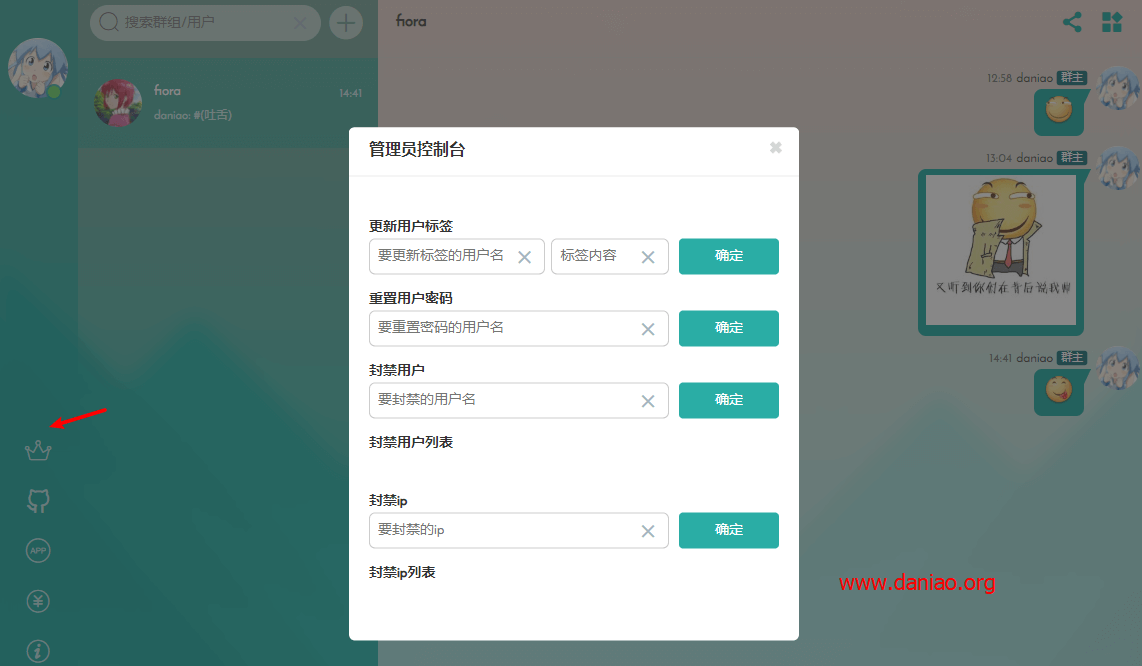 搜索群组/用户
fiora
fiora
14:41
daniao: #(吐舌)
12:58 daniao 群主
13:04 daniao 群主
又听到你们在背后说我帅
14:41 daniao 群主
管理员控制台
更新用户标签
要更新标签的用户名
标签内容
确定
重置用户密码
要重置密码的用户名
确定
封禁用户
要封禁的用户名
确定
封禁用户列表
封禁ip
要封禁的ip
确定
封禁ip列表
APP
www.daniao.org